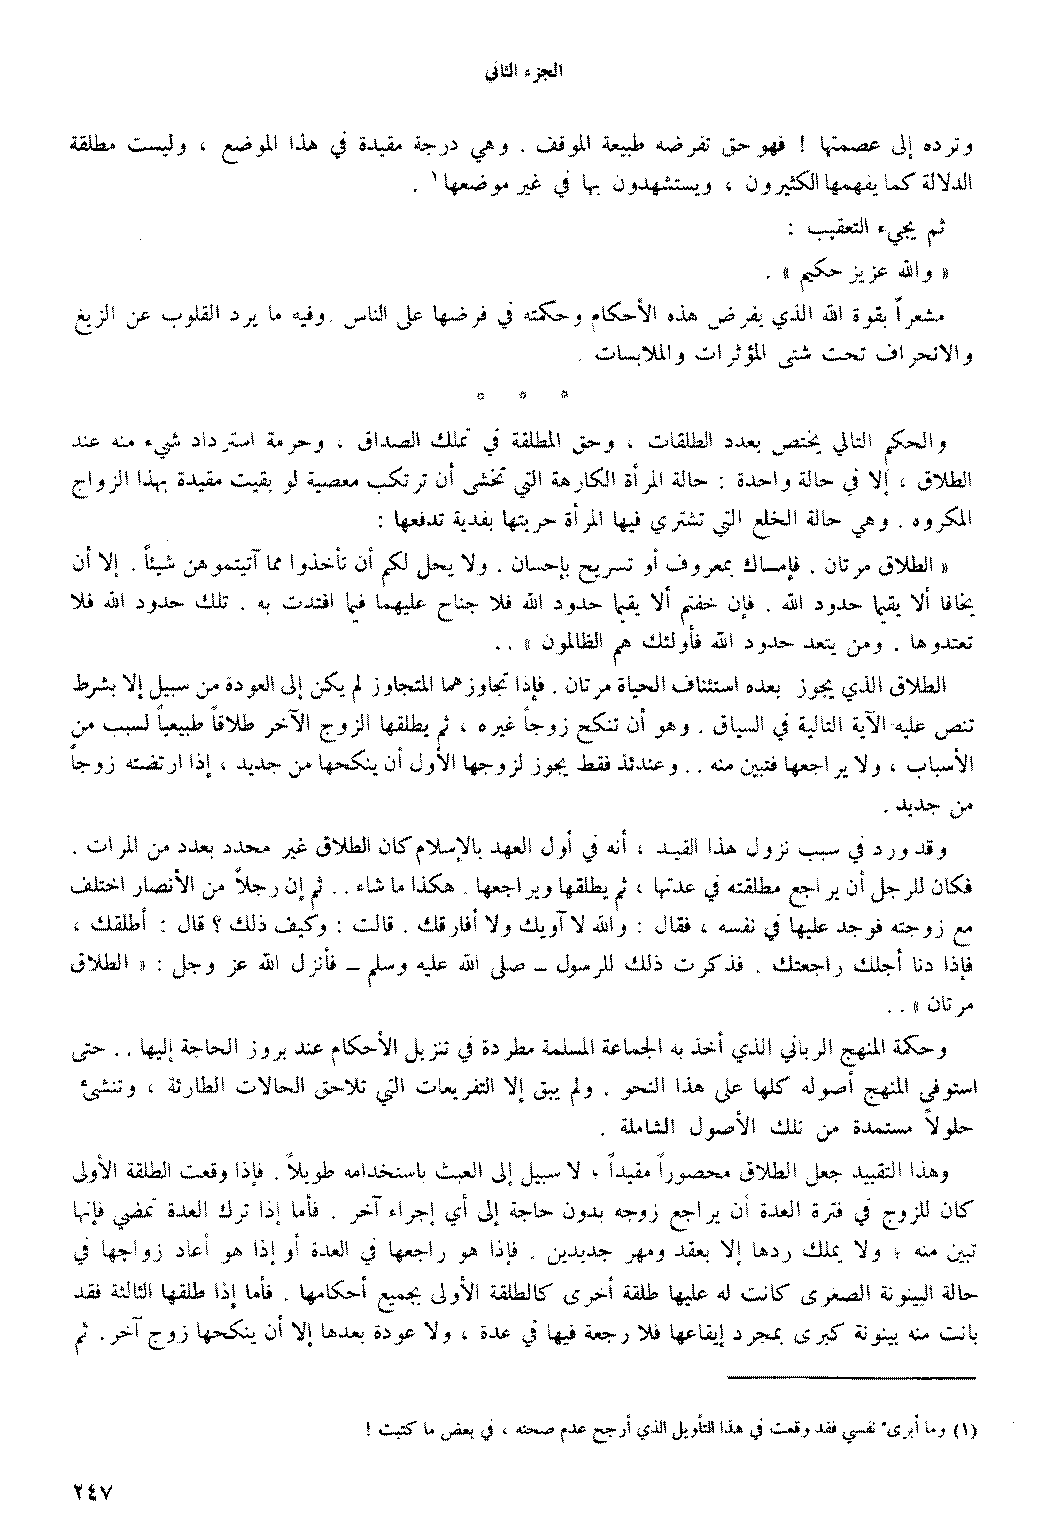 الجزء الثاني
وترده إلى عصمتها ! فهو حق تفرضه طبيعة الموقف . وهي درجة مقيدة في هذا الموضع ، وليست مطلقة
الدلالة كما يفهمها الكثيرون ، ويستشهدون بها في غير موضعها١ .
ثم يجيء التعقيب :
« والله عزيز حكيم » .
مشعراً بقوة الله الذي يفرض هذه الأحكام وحكمته في فرضها على الناس . وفيه ما يرد القلوب عن الزيغ
والانحراف تحت شتى المؤثرات والملابسات .
* * *
والحكم التالي يختص بعدد الطلقات ، وحق المطلقة في تملك الصداق ، وحرمة استرداد شيء منه عند
الطلاق ، إلا في حالة واحدة : حالة المرأة الكارهة التي تخشى أن ترتكب معصية لو بقيت مقيدة بهذا الزواج
المكروه . وهي حالة الخلع التي تشتري فيها المرأة حريتها بفدية تدفعها :
« الطلاق مرتان . فإمساك بمعروف أو تسريح بإحسان . ولا يحل لكم أن تأخذوا مما آتيتموهن شيئاً . إلا أن
يخافا ألا يقيما حدود الله . فإن خفتم ألا يقيما حدود الله فلا جناح عليهما فيما افتدت به . تلك حدود الله فلا
تعتدوها . ومن يتعد حدود الله فأولئك هم الظالمون » ..
الطلاق الذي يجوز بعده استئناف الحياة مرتان . فإذا تجاوزهما المتجاوز لم يكن إلى العودة من سبيل إلا بشرط
تنص عليه الآية التالية في السياق . وهو أن تنكح زوجاً غيره ، ثم يطلقها الزوج الآخر طلاقاً طبيعياً لسبب من
الأسباب ، ولا يراجعها فتبين منه .. وعندئذ فقط يجوز لزوجها الأول أن ينكحها من جديد ، إذا ارتضته زوجاً
من جديد .
وقد ورد في سبب نزول هذا القيد ، أنه في أول العهد بالإسلام كان الطلاق غير محدد بعدد من المرات .
فكان للرجل أن يراجع مطلقته في عدتها ، ثم يطلقها ويراجعها . هكذا ما شاء .. ثم إن رجلاً من الأنصار اختلف
مع زوجته فوجد عليها في نفسه ، فقال : والله لا آويك ولا أفارقك . قالت : وكيف ذلك ؟ قال : أطلقك ،
فإذا دنا أجلك راجعتك . فذكرت ذلك للرسول – صلى الله عليه وسلم – فأنزل الله عز وجل : « الطلاق
مرتان » ..
وحكمة المنهج الرباني الذي أخذ به الجماعة المسلمة مطردة في تنزيل الأحكام عند بروز الحاجة إليها .. حتى
استوفى المنهج أصوله كلها على هذا النحو . ولم يبق إلا التفريعات التي تلاحق الحالات الطارئة ، وتنشئ
حلولاً مستمدة من تلك الأصول الشاملة .
وهذا التقييد جعل الطلاق محصوراً مقيداً ؛ لا سبيل إلى العبث باستخدامه طويلاً . فإذا وقعت الطلقة الأولى
كان للزوج في فترة العدة أن يراجع زوجه بدون حاجة إلى أي إجراء آخر . فأما إذا ترك العدة تمضي فإنها
تبين منه ؛ ولا يملك ردها إلا بعقد ومهر جديدين . فإذا هو راجعها في العدة أو إذا هو أعاد زواجها في
حالة البينونة الصغرى كانت له عليها طلقة أخرى كالطلقة الأولى بجميع أحكامها . فأما إذا طلقها الثالثة فقد
بانت منه بينونة كبرى بمجرد إيقاعها فلا رجعة فيها في عدة ، ولا عودة بعدها إلا أن ينكحها زوج آخر . ثم
(١) وما أبرىء نفسي فقد وقعت في هذا التأويل الذي أرجح عدم صحته ، في بعض ما كتبت !
٢٤٧